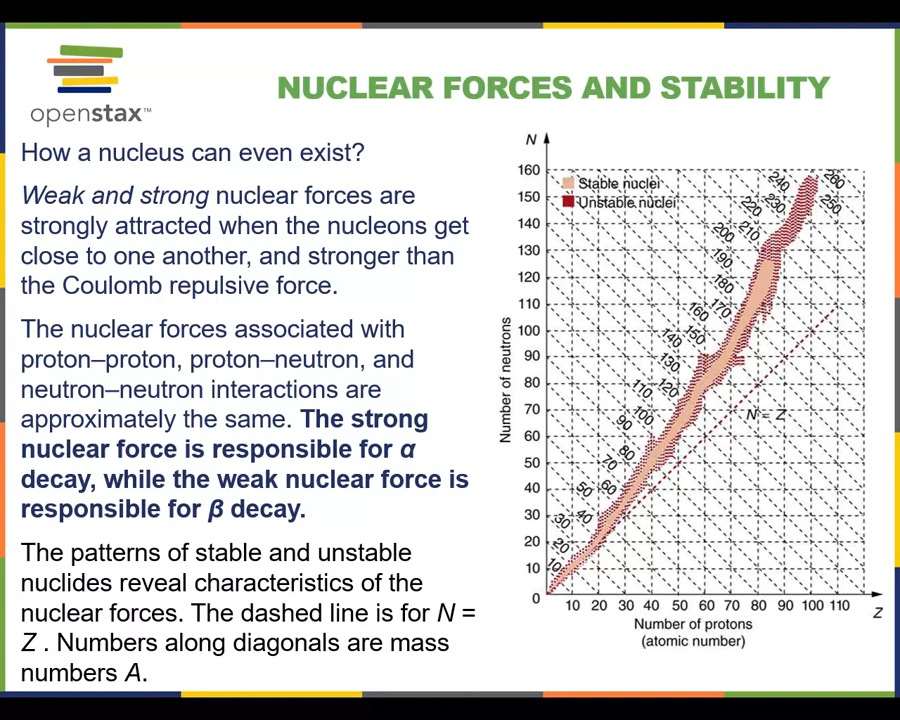 openstax™
NUCLEAR FORCES AND STABILITY
How a nucleus can even exist?
Weak and strong nuclear forces are
strongly attracted when the nucleons get
close to one another, and stronger than
the Coulomb repulsive force.
The nuclear forces associated with
proton–proton, proton–neutron, and
neutron–neutron interactions are
approximately the same. The strong
nuclear force is responsible for α
decay, while the weak nuclear force is
responsible for β decay.
The patterns of stable and unstable
nuclides reveal characteristics of the
nuclear forces. The dashed line is for N =
Z . Numbers along diagonals are mass
numbers A.
N
Stable nuclei
Unstable nuclei
160
150
140
130
120
110
100
90
80
70
60
50
40
30
20
10
0
Number of neutrons
10
20
30
40
50
60
70
80
90
100
110
120
130
140
150
160
170
180
190
200
210
220
230
240
250
260
N = Z
10 20 30 40 50 60 70 80 90 100 110
Z
Number of protons
(atomic number)